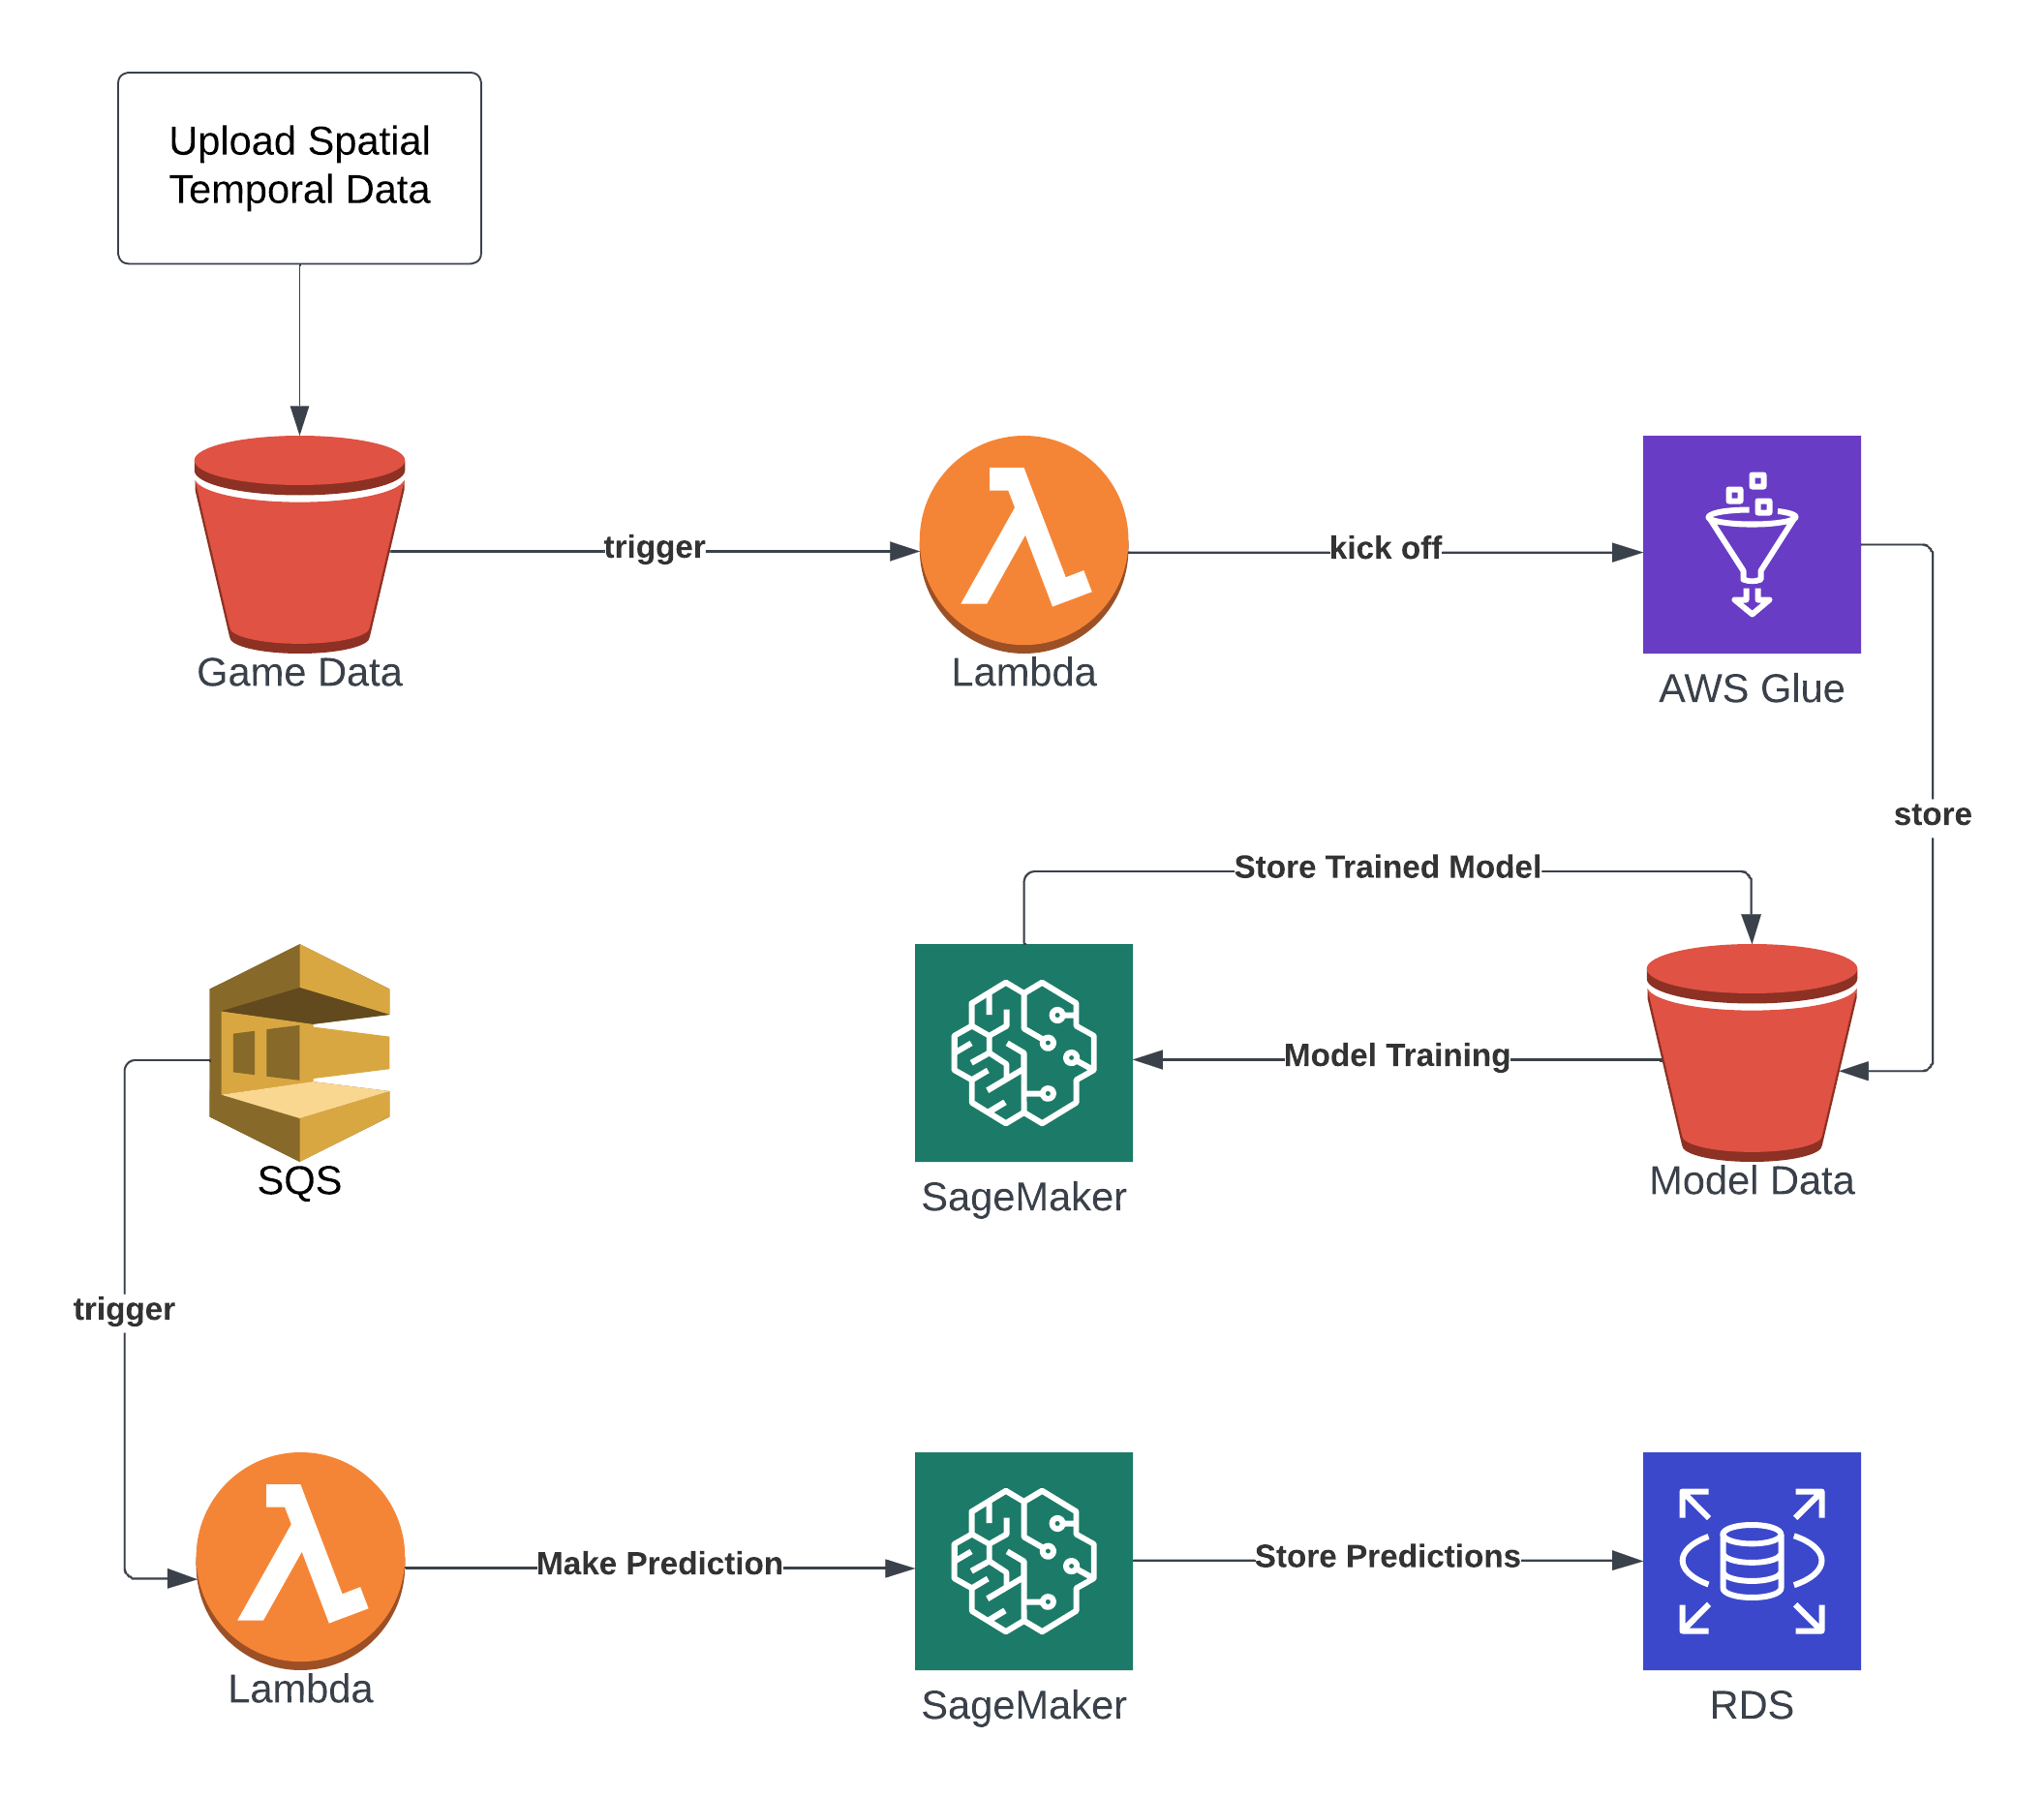 Upload Spatial
Temporal Data
trigger
kick off
Game Data
Lambda
AWS Glue
store
Store Trained Model
Model Training
SQS
SageMaker
Model Data
trigger
Make Prediction
Store Predictions
Lambda
SageMaker
RDS